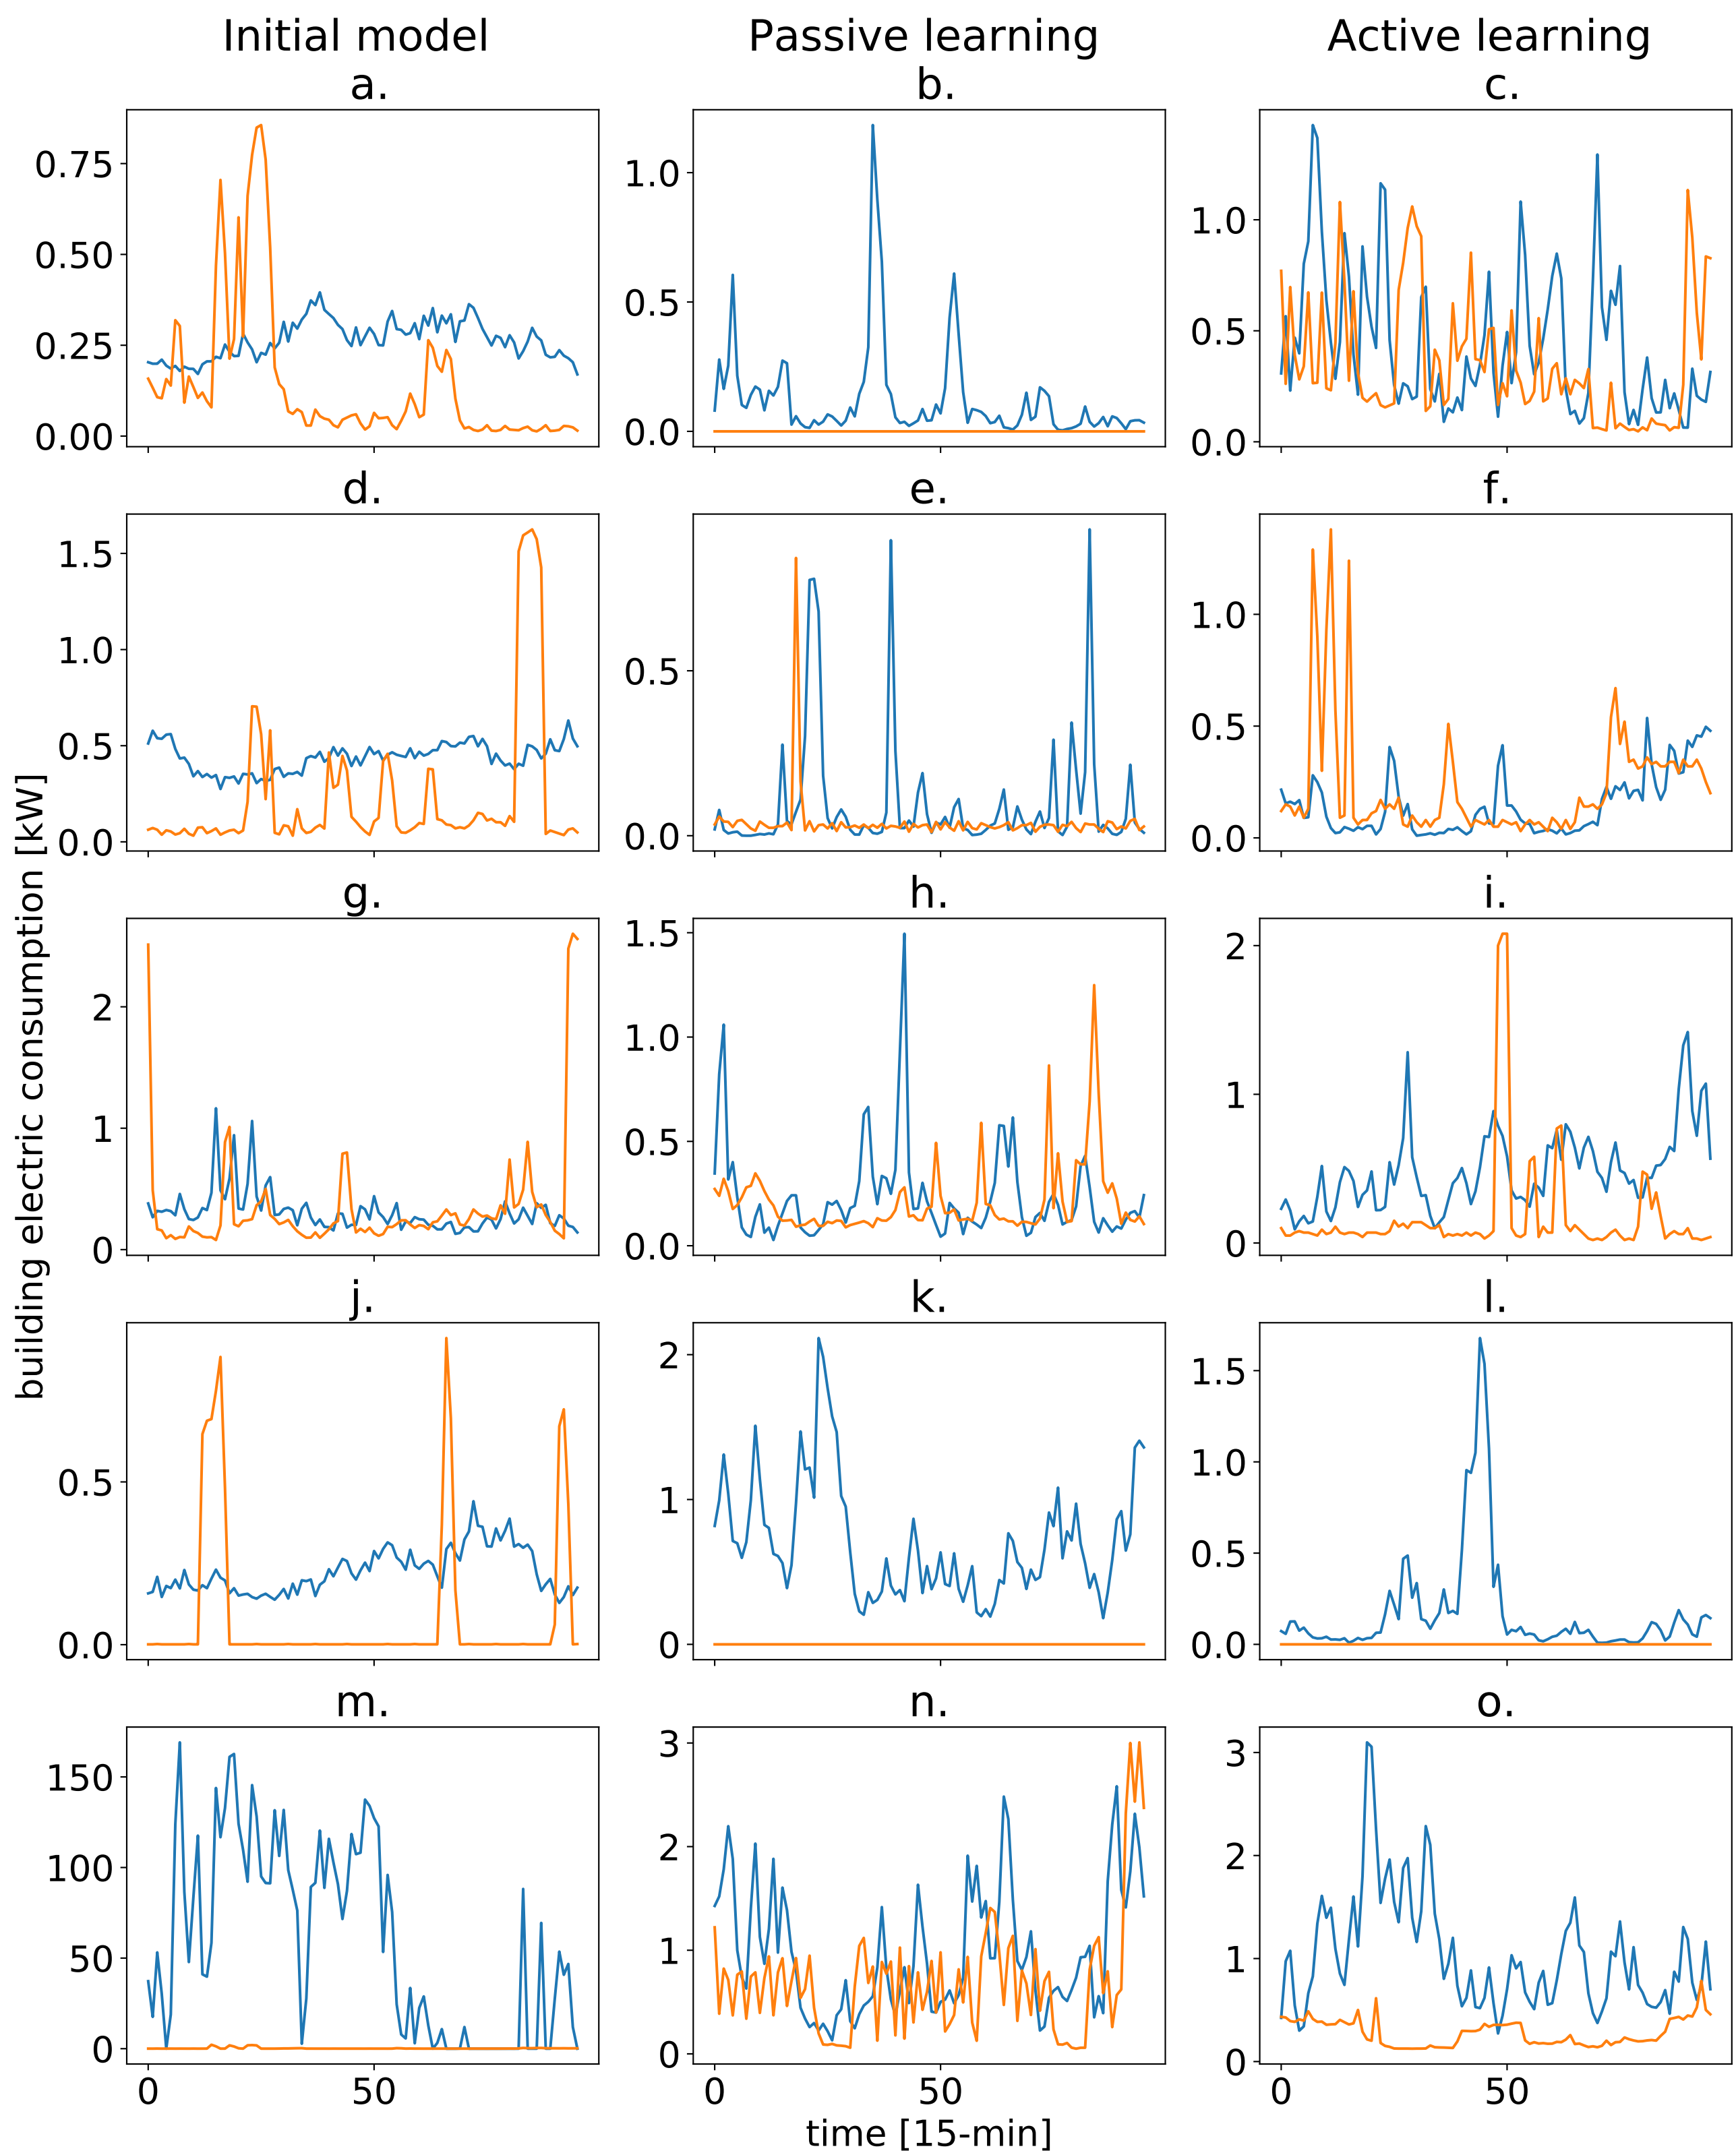 Initial model
Passive learning
Active learning
a.
b.
c.
0.75
0.50
0.25
0.00
1.0
0.5
0.0
1.0
0.5
0.0
d.
e.
f.
1.5
1.0
0.5
0.0
0.5
0.0
1.0
0.5
0.0
g.
h.
i.
2
1
0
1.5
1.0
0.5
0.0
2
1
0
j.
k.
l.
0.5
0.0
2
1
0
1.5
1.0
0.5
0.0
m.
n.
o.
150
100
50
0
3
2
1
0
3
2
1
0
0
50
0
50
0
50
building electric consumption [kW]
time [15-min]